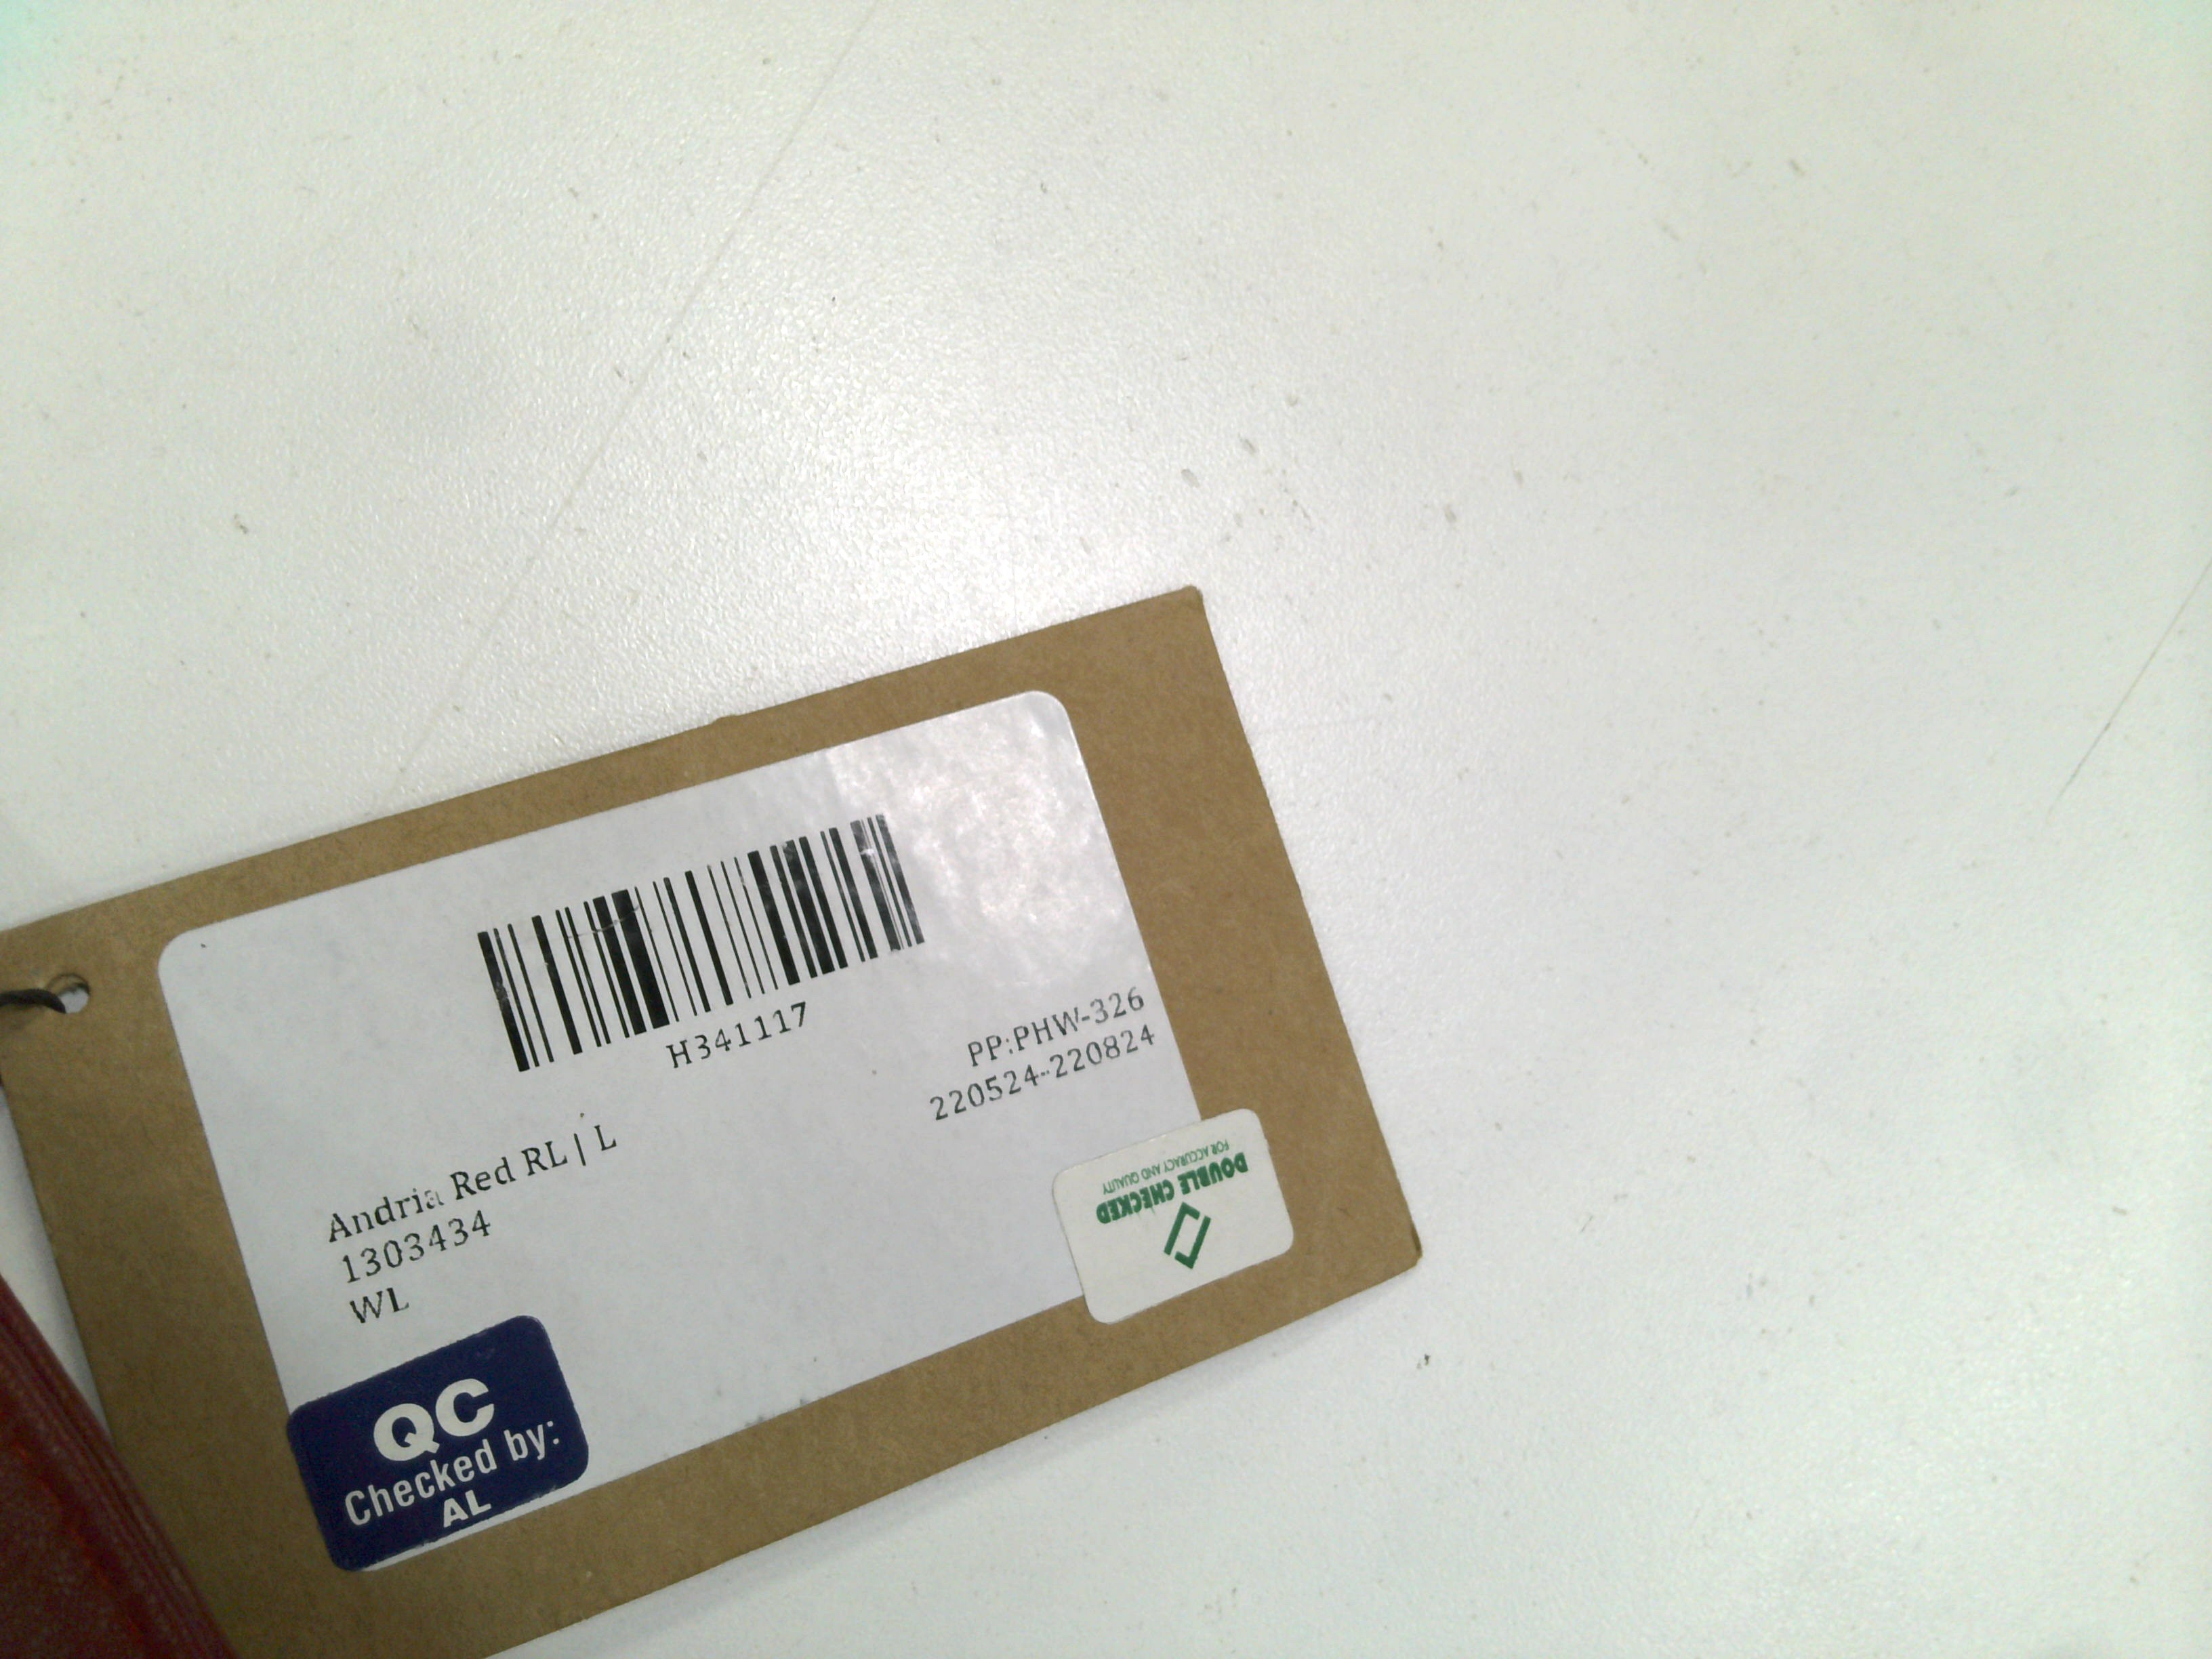 H341117
PP:PHW-326
220524-220824
Andria Red RL | L
1303434
WL
QC
Checked by:
AL
DOUBLE CHECKED
FOR ACCURACY AND QUALITY